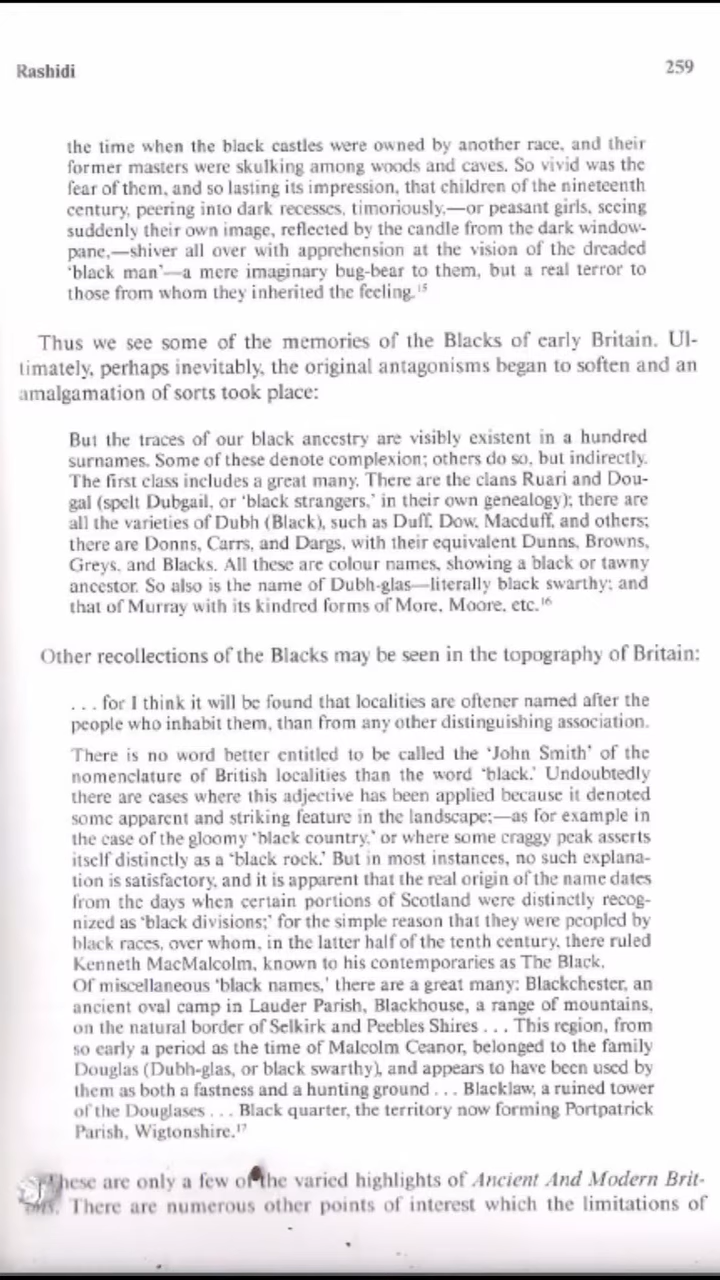 Rashidi
259
the time when the black castles were owned by another race, and their
former masters were skulking among woods and caves. So vivid was the
fear of them, and so lasting its impression, that children of the nineteenth
century, peering into dark recesses, timoriously,—or peasant girls, seeing
suddenly their own image, reflected by the candle from the dark window-
pane,—shiver all over with apprehension at the vision of the dreaded
'black man'—a mere imaginary bug-bear to them, but a real terror to
those from whom they inherited the feeling.¹⁵
Thus we see some of the memories of the Blacks of early Britain. Ul-
timately, perhaps inevitably, the original antagonisms began to soften and an
amalgamation of sorts took place:
But the traces of our black ancestry are visibly existent in a hundred
surnames. Some of these denote complexion; others do so, but indirectly.
The first class includes a great many. There are the clans Ruari and Dou-
gal (spelt Dubgail, or 'black strangers,' in their own genealogy); there are
all the varieties of Dubh (Black), such as Duff, Dow, Macduff, and others;
there are Donns, Carrs, and Dargs, with their equivalent Dunns, Browns,
Greys, and Blacks. All these are colour names, showing a black or tawny
ancestor. So also is the name of Dubh-glas—literally black swarthy; and
that of Murray with its kindred forms of More, Moore, etc.¹⁶
Other recollections of the Blacks may be seen in the topography of Britain:
. . . for I think it will be found that localities are oftener named after the
people who inhabit them, than from any other distinguishing association.
There is no word better entitled to be called the 'John Smith' of the
nomenclature of British localities than the word 'black.' Undoubtedly
there are cases where this adjective has been applied because it denoted
some apparent and striking feature in the landscape;—as for example in
the case of the gloomy 'black country,' or where some craggy peak asserts
itself distinctly as a 'black rock.' But in most instances, no such explana-
tion is satisfactory, and it is apparent that the real origin of the name dates
from the days when certain portions of Scotland were distinctly recog-
nized as 'black divisions;' for the simple reason that they were peopled by
black races, over whom, in the latter half of the tenth century, there ruled
Kenneth MacMalcolm, known to his contemporaries as The Black.
Of miscellaneous 'black names,' there are a great many: Blackchester, an
ancient oval camp in Lauder Parish, Blackhouse, a range of mountains,
on the natural border of Selkirk and Peebles Shires . . . This region, from
so early a period as the time of Malcolm Ceanor, belonged to the family
Douglas (Dubh-glas, or black swarthy), and appears to have been used by
them as both a fastness and a hunting ground . . . Blacklaw, a ruined tower
of the Douglases . . . Black quarter, the territory now forming Portpatrick
Parish, Wigtonshire.¹⁷
These are only a few of the varied highlights of Ancient And Modern Brit-
There are numerous other points of interest which the limitations of